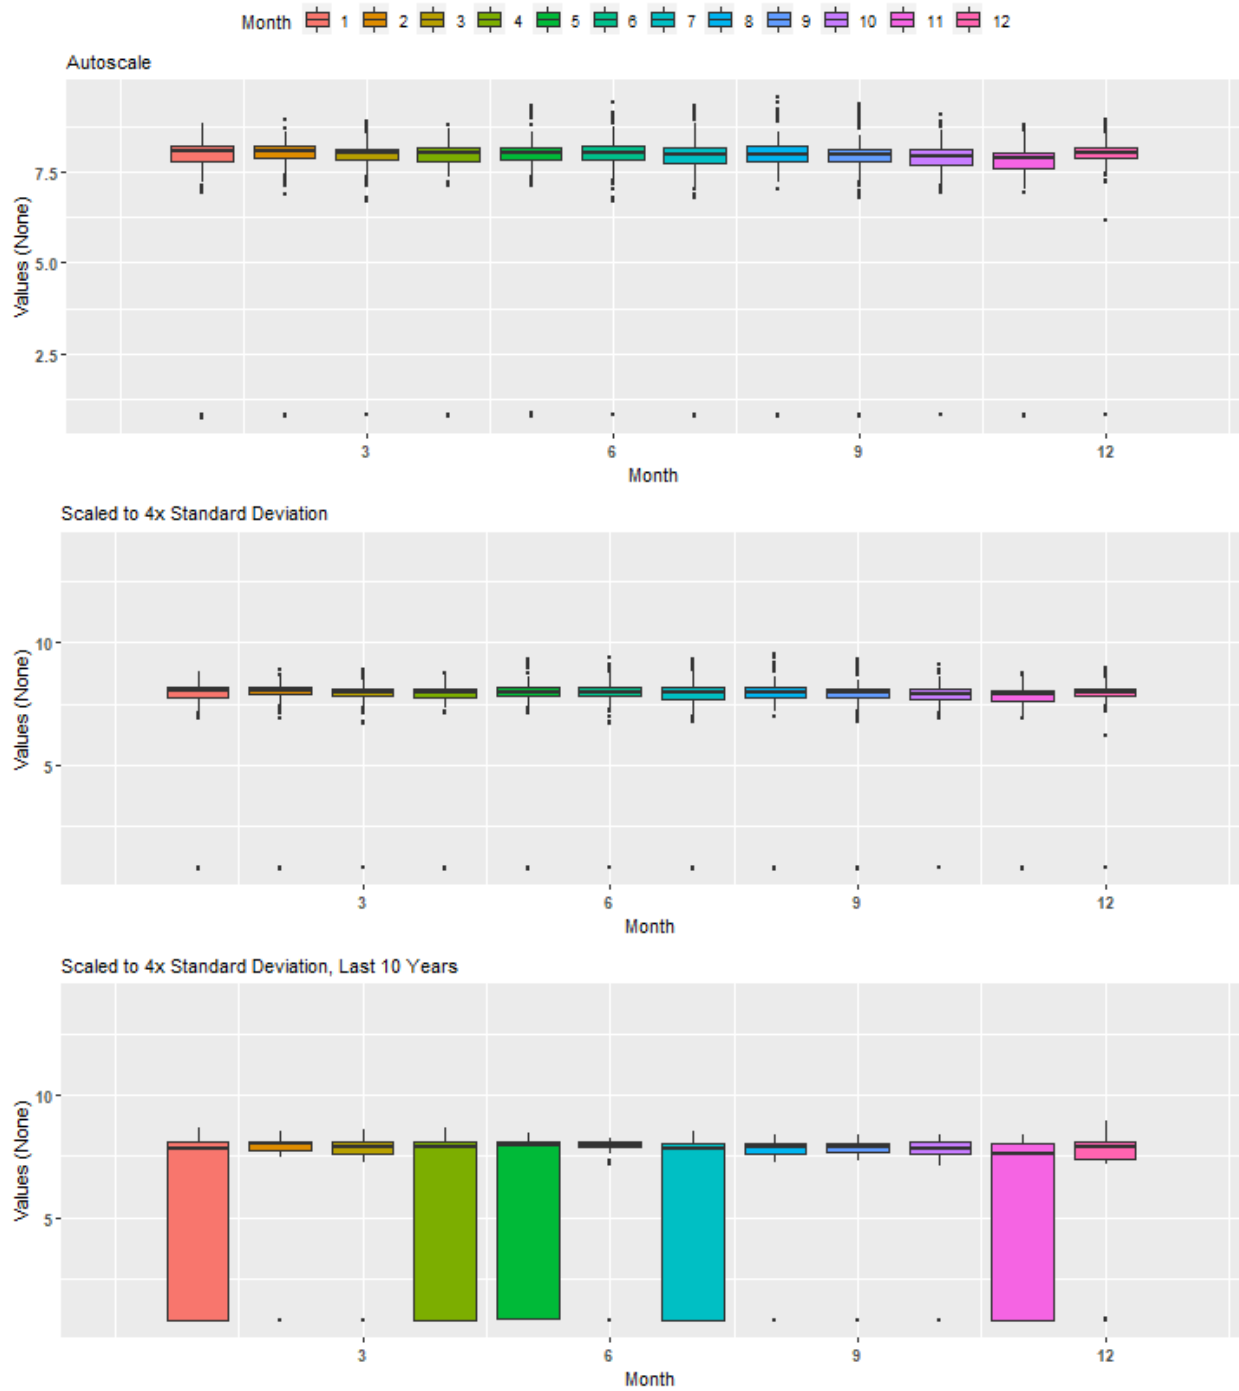 Month 1 2 3 4 5 6 7 8 9 10 11 12
Autoscale
Values (None)
7.5
5.0
2.5
3 6 9 12
Month
Scaled to 4x Standard Deviation
Values (None)
10
5
3 6 9 12
Month
Scaled to 4x Standard Deviation, Last 10 Years
Values (None)
10
5
3 6 9 12
Month